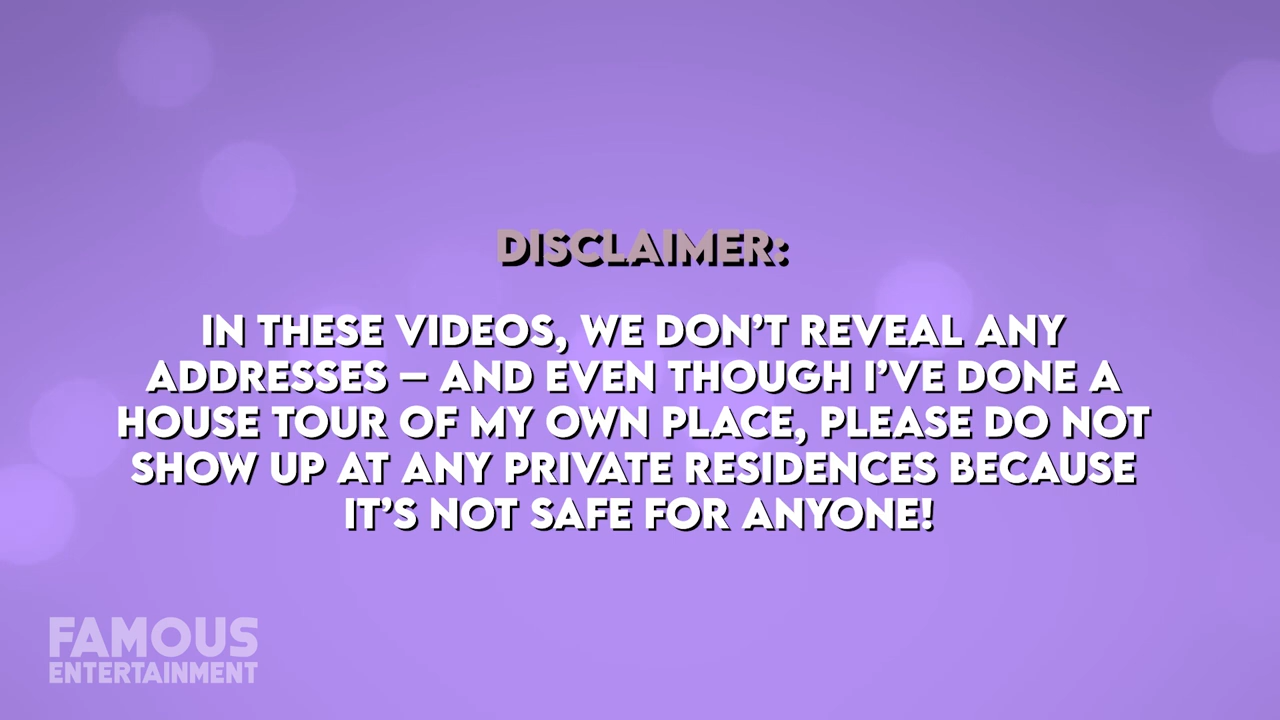 DISCLAIMER:
IN THESE VIDEOS, WE DON'T REVEAL ANY
ADDRESSES – AND EVEN THOUGH I'VE DONE A
HOUSE TOUR OF MY OWN PLACE, PLEASE DO NOT
SHOW UP AT ANY PRIVATE RESIDENCES BECAUSE
IT'S NOT SAFE FOR ANYONE!
FAMOUS
ENTERTAINMENT